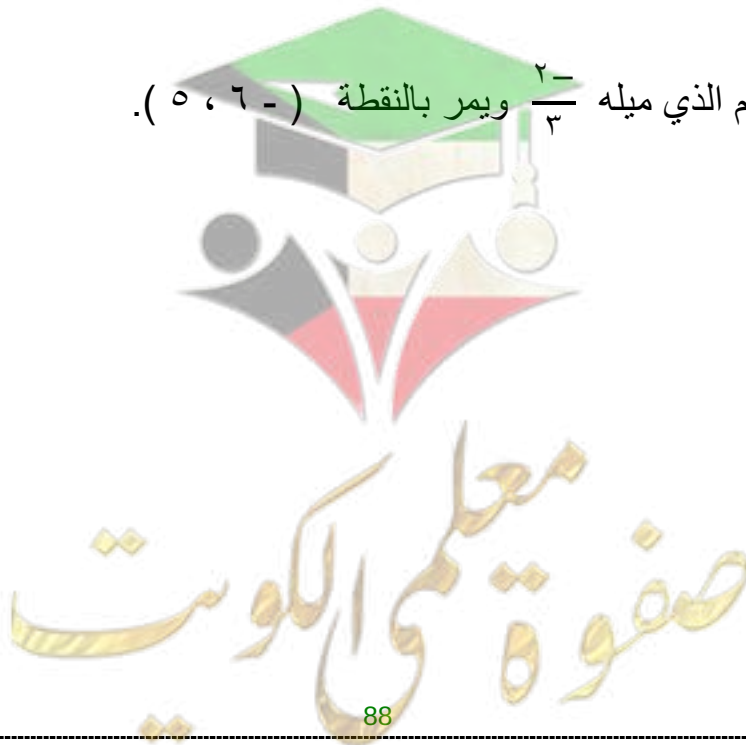 م الذي ميله −٢/٣ ويمر بالنقطة ( - ٦ ، ٥ ).
صفوة معلمي الكويت
88